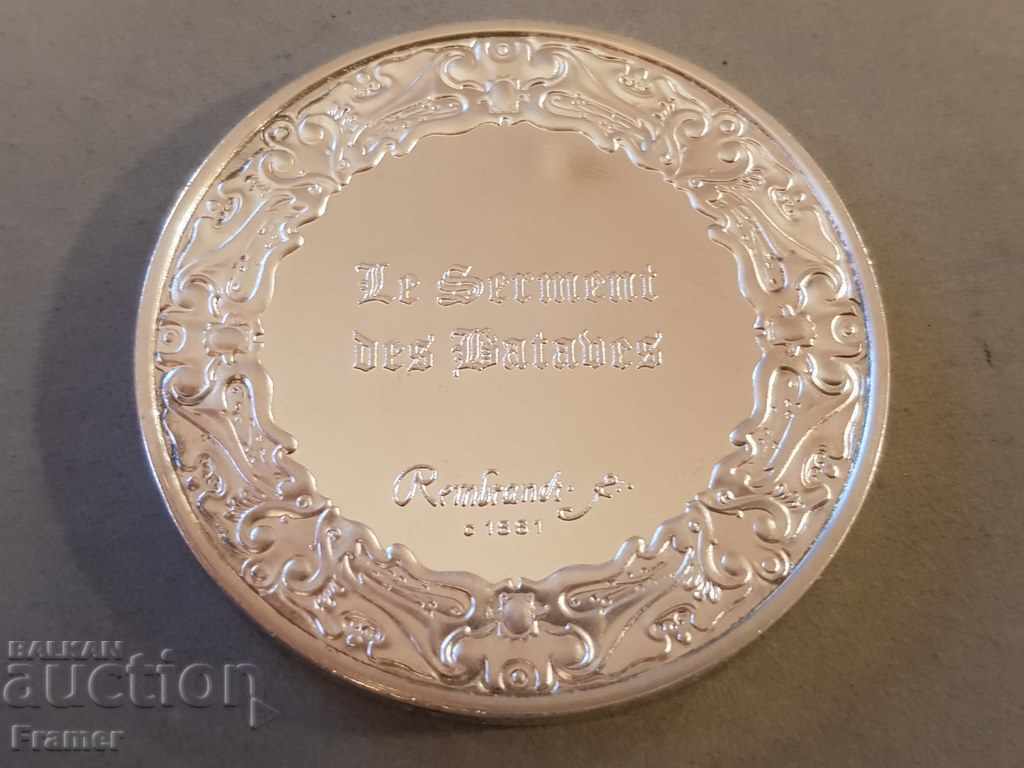 Le Serment
des Bataves
Rembrandt f.
c 1661
BALKAN
auction
Framer